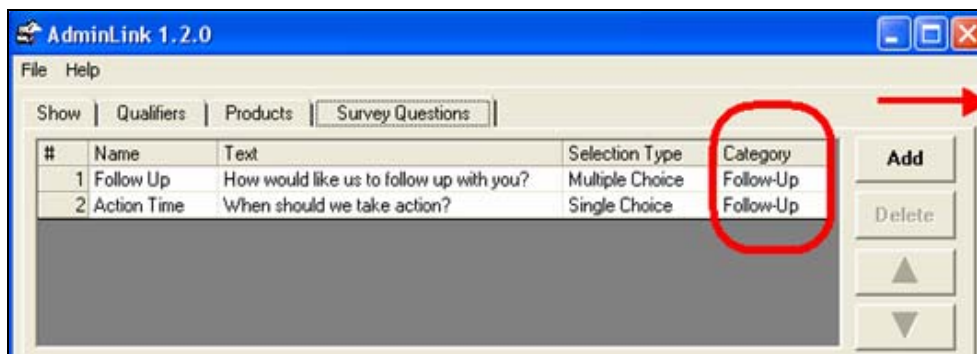 AdminLink 1.2.0
File Help
Show Qualifiers Products Survey Questions
# Name Text Selection Type Category
1 Follow Up How would like us to follow up with you? Multiple Choice Follow-Up
2 Action Time When should we take action? Single Choice Follow-Up
Add
Delete